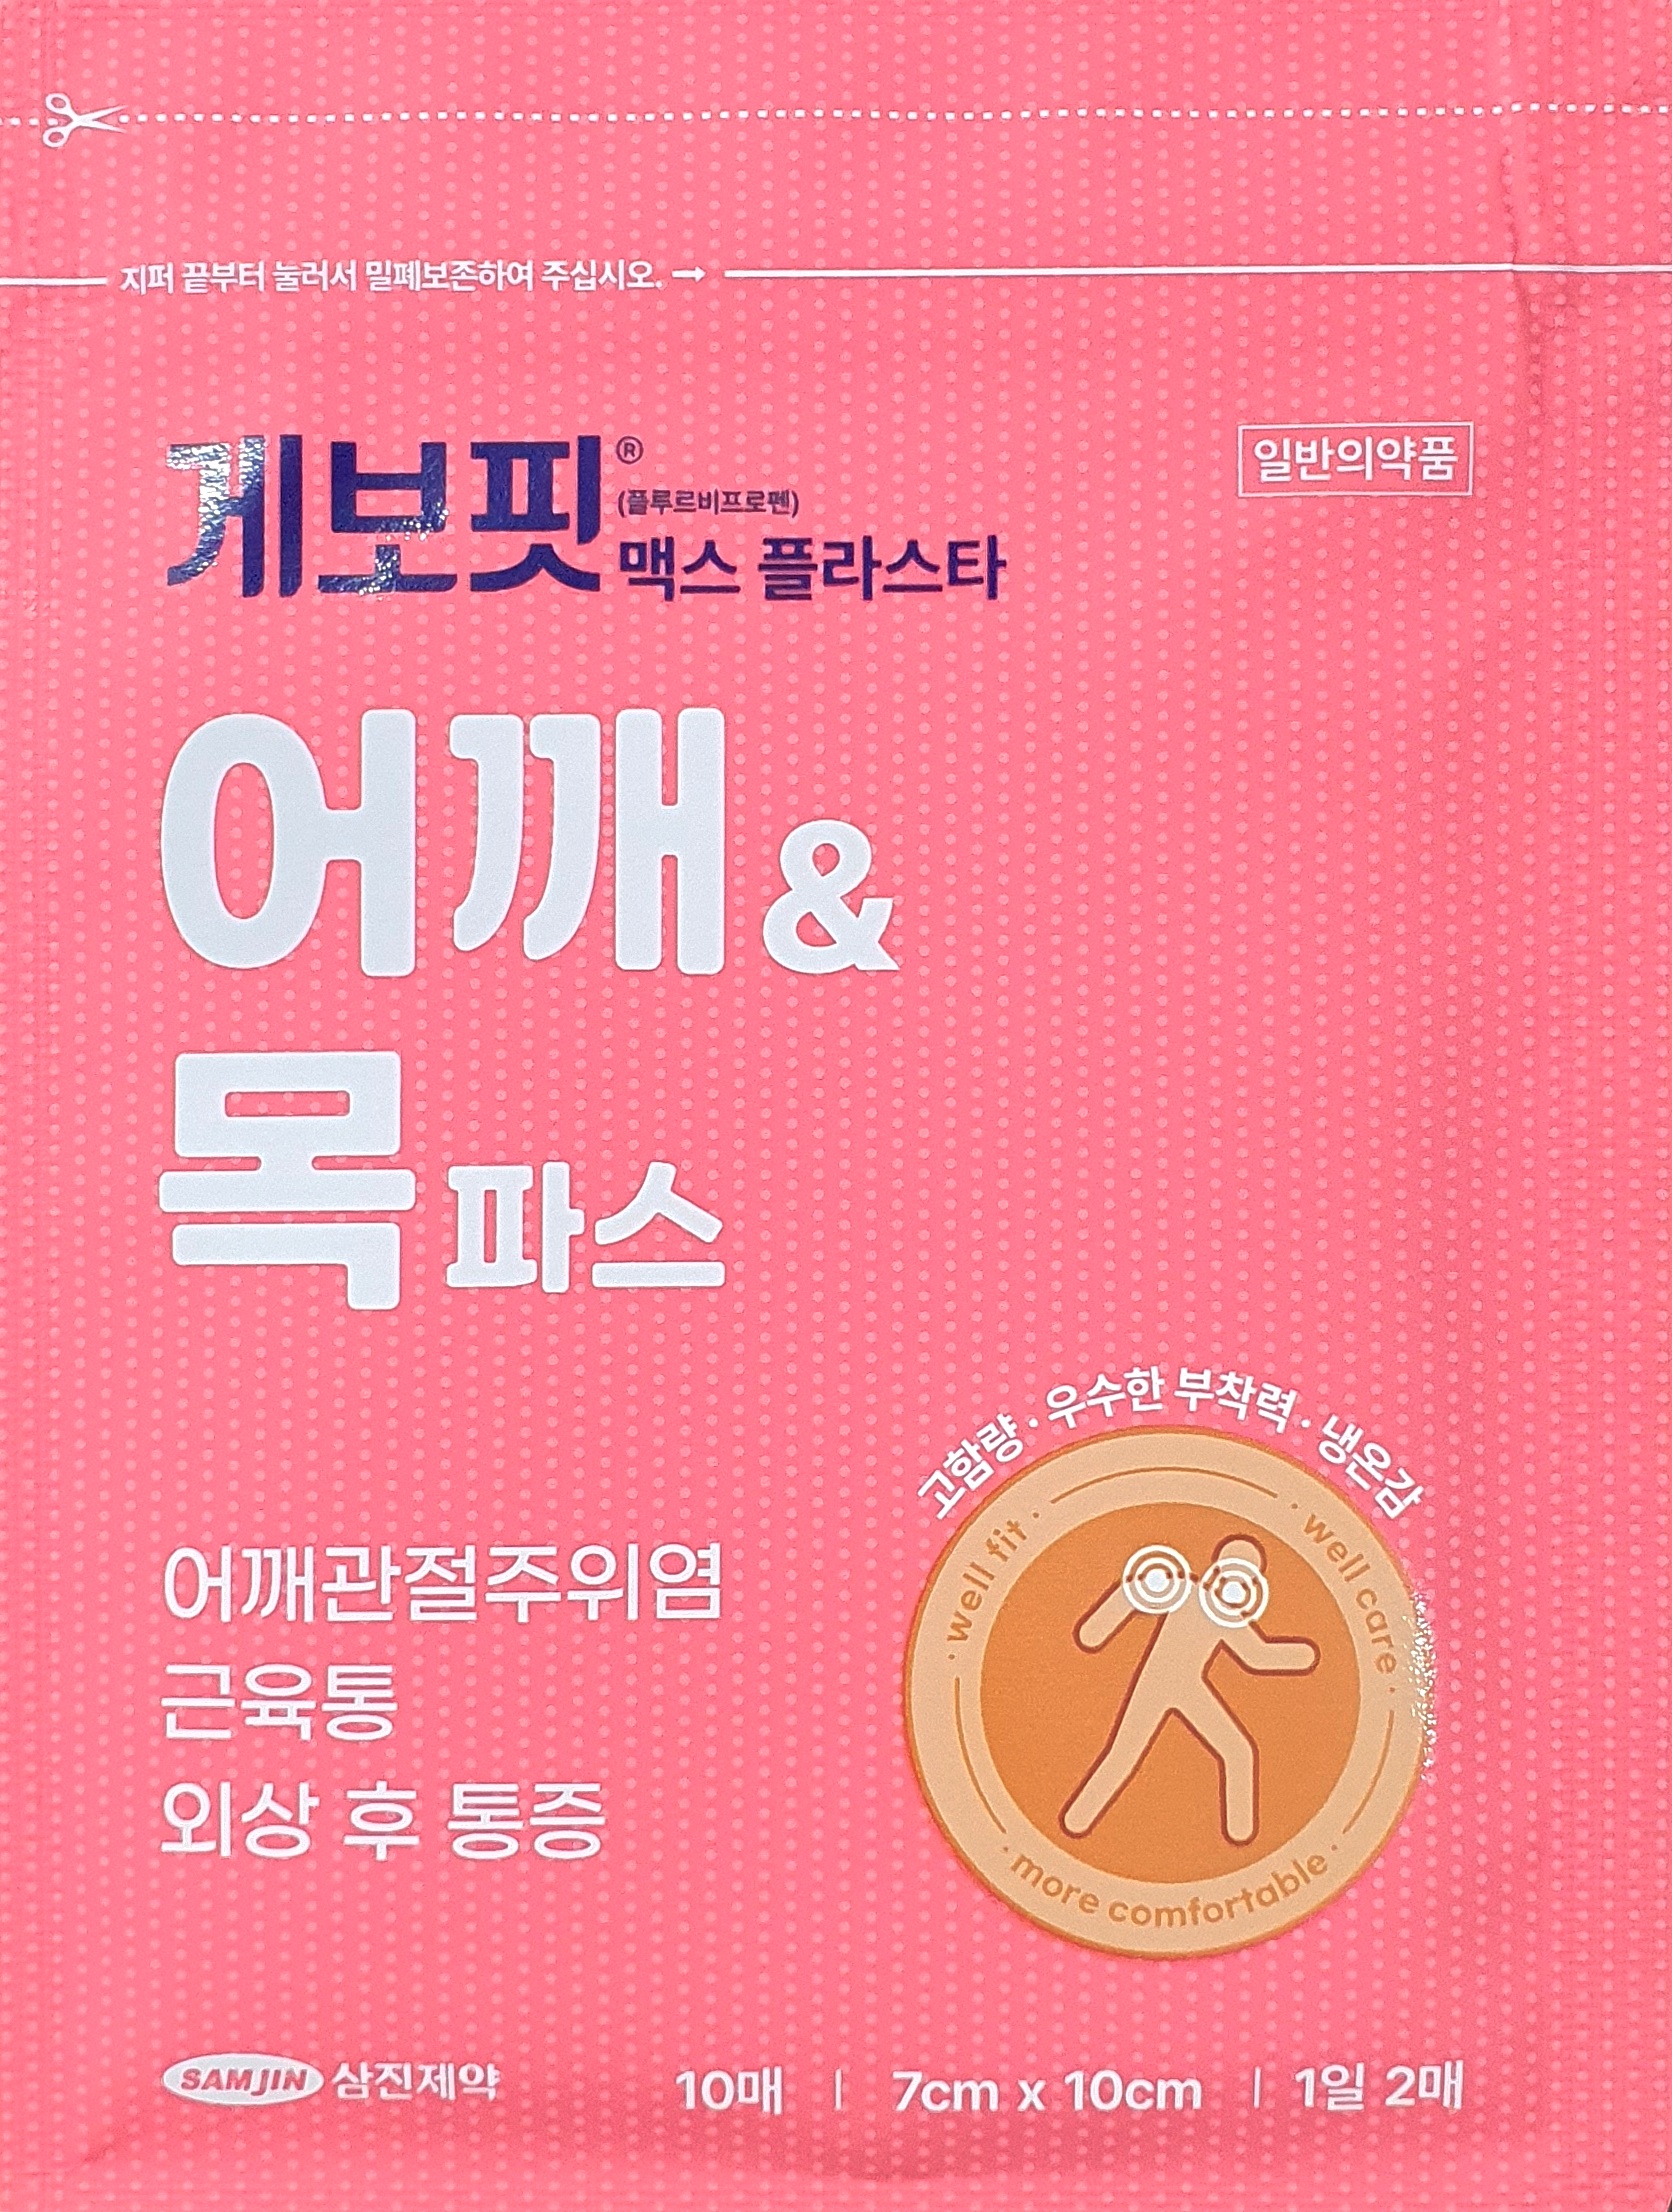 지퍼 끝부터 눌러서 밀폐보존하여 주십시오. →
게보핏®
(플루르비프로펜)
맥스 플라스타
일반의약품
어깨 &
목 파스
고함량 · 우수한 부착력 · 냉온감
· well fit ·
· well care ·
· more comfortable ·
어깨관절주위염
근육통
외상 후 통증
SAMJIN 삼진제약
10매 | 7cm x 10cm | 1일 2매